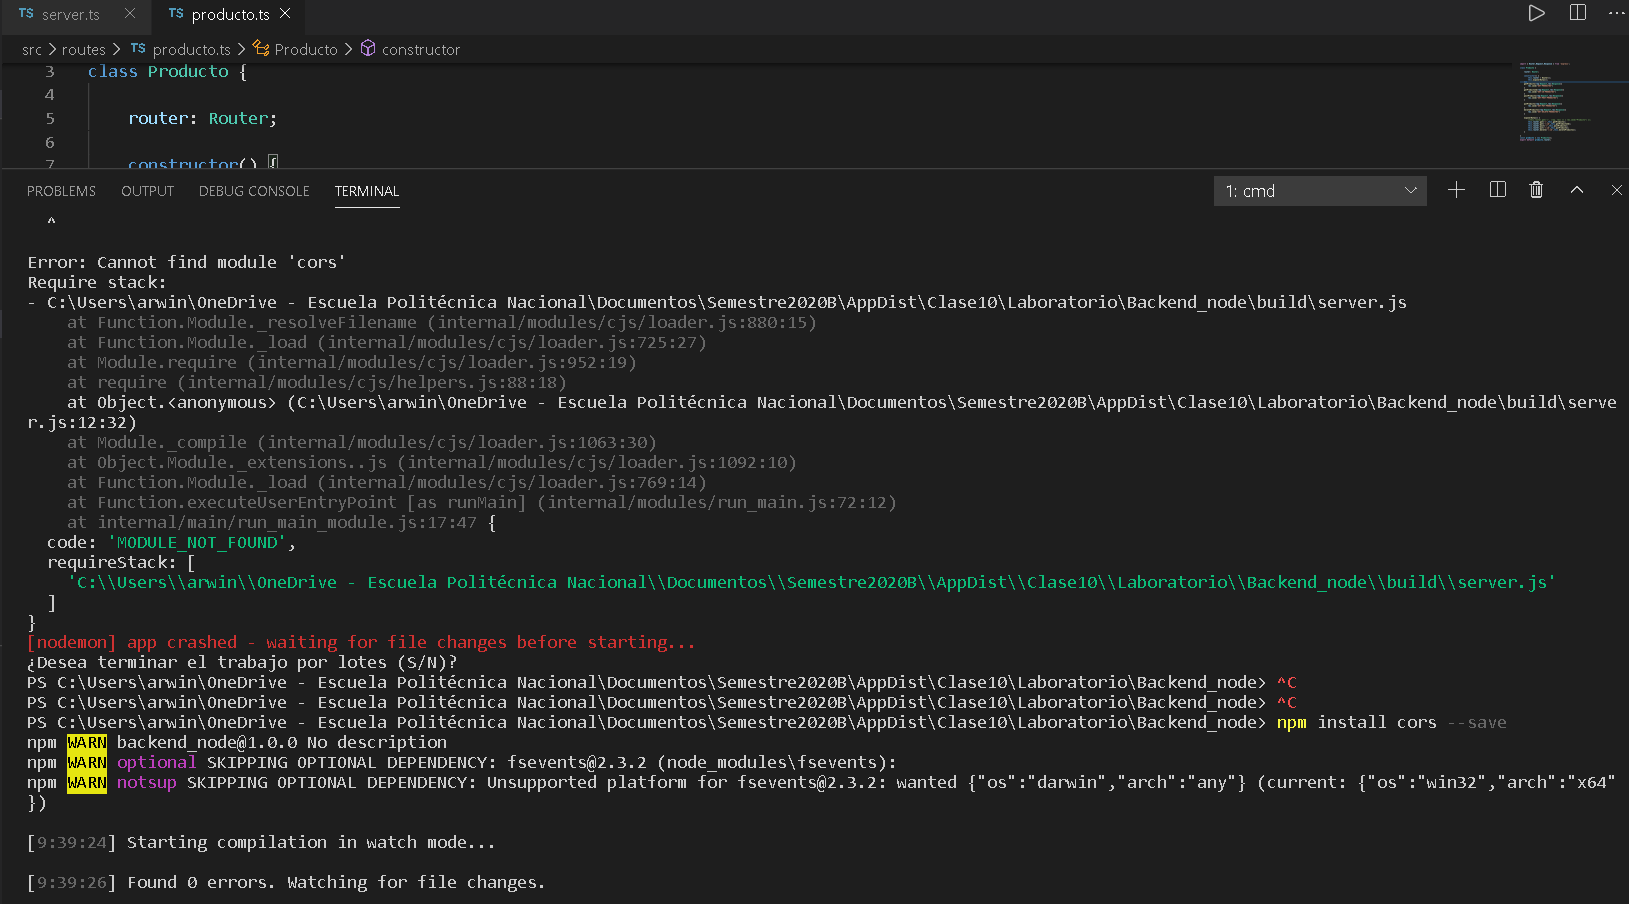 TS server.ts × TS producto.ts ×
src > routes > TS producto.ts > Producto > constructor
3 class Producto {
4
5 router: Router;
6
7 constructor() {
PROBLEMS OUTPUT DEBUG CONSOLE TERMINAL 1: cmd
^
Error: Cannot find module 'cors'
Require stack:
- C:\Users\arwin\OneDrive - Escuela Politécnica Nacional\Documentos\Semestre2020B\AppDist\Clase10\Laboratorio\Backend_node\build\server.js
at Function.Module._resolveFilename (internal/modules/cjs/loader.js:880:15)
at Function.Module._load (internal/modules/cjs/loader.js:725:27)
at Module.require (internal/modules/cjs/loader.js:952:19)
at require (internal/modules/cjs/helpers.js:88:18)
at Object.<anonymous> (C:\Users\arwin\OneDrive - Escuela Politécnica Nacional\Documentos\Semestre2020B\AppDist\Clase10\Laboratorio\Backend_node\build\serve
r.js:12:32)
at Module._compile (internal/modules/cjs/loader.js:1063:30)
at Object.Module._extensions..js (internal/modules/cjs/loader.js:1092:10)
at Function.Module._load (internal/modules/cjs/loader.js:769:14)
at Function.executeUserEntryPoint [as runMain] (internal/modules/run_main.js:72:12)
at internal/main/run_main_module.js:17:47 {
code: 'MODULE_NOT_FOUND',
requireStack: [
'C:\\Users\\arwin\\OneDrive - Escuela Politécnica Nacional\\Documentos\\Semestre2020B\\AppDist\\Clase10\\Laboratorio\\Backend_node\\build\\server.js'
]
}
[nodemon] app crashed - waiting for file changes before starting...
¿Desea terminar el trabajo por lotes (S/N)?
PS C:\Users\arwin\OneDrive - Escuela Politécnica Nacional\Documentos\Semestre2020B\AppDist\Clase10\Laboratorio\Backend_node> ^C
PS C:\Users\arwin\OneDrive - Escuela Politécnica Nacional\Documentos\Semestre2020B\AppDist\Clase10\Laboratorio\Backend_node> ^C
PS C:\Users\arwin\OneDrive - Escuela Politécnica Nacional\Documentos\Semestre2020B\AppDist\Clase10\Laboratorio\Backend_node> npm install cors --save
npm WARN backend_node@1.0.0 No description
npm WARN optional SKIPPING OPTIONAL DEPENDENCY: fsevents@2.3.2 (node_modules\fsevents):
npm WARN notsup SKIPPING OPTIONAL DEPENDENCY: Unsupported platform for fsevents@2.3.2: wanted {"os":"darwin","arch":"any"} (current: {"os":"win32","arch":"x64"
})
[9:39:24] Starting compilation in watch mode...
[9:39:26] Found 0 errors. Watching for file changes.